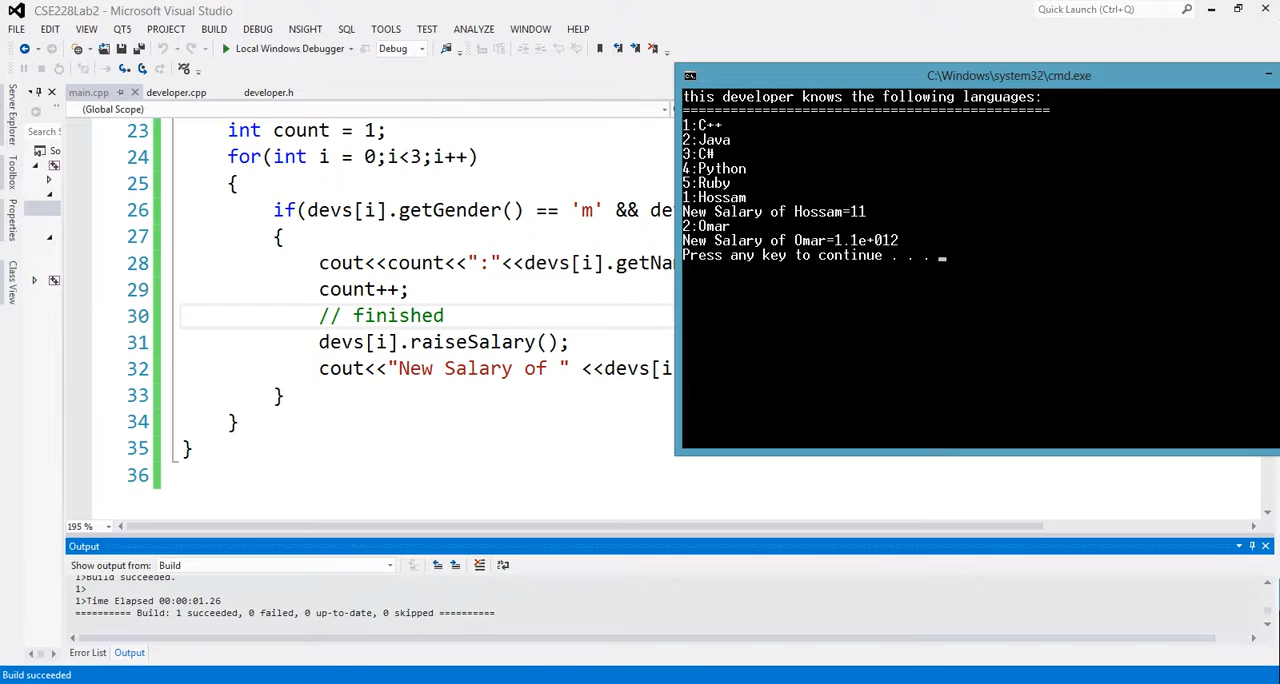 CSE228Lab2 - Microsoft Visual Studio
Quick Launch (Ctrl+Q)
FILE EDIT VIEW QT5 PROJECT BUILD DEBUG NSIGHT SQL TOOLS TEST ANALYZE WINDOW HELP
Local Windows Debugger Debug
main.cpp developer.cpp developer.h
(Global Scope)
Server Explorer
Toolbox
Properties
Class View
Search S
So
23 int count = 1;
24 for(int i = 0;i<3;i++)
25 {
26 if(devs[i].getGender() == 'm' && de
27 {
28 cout<<count<<":"<<devs[i].getNa
29 count++;
30 // finished
31 devs[i].raiseSalary();
32 cout<<"New Salary of " <<devs[i
33 }
34 }
35 }
36
195 %
C:\Windows\system32\cmd.exe
this developer knows the following languages:
=============================================
1:C++
2:Java
3:C#
4:Python
5:Ruby
1:Hossam
New Salary of Hossam=11
2:Omar
New Salary of Omar=1.1e+012
Press any key to continue . . . _
Output
Show output from: Build
1>Build succeeded.
1>
1>Time Elapsed 00:00:01.26
========== Build: 1 succeeded, 0 failed, 0 up-to-date, 0 skipped ==========
Error List Output
Build succeeded